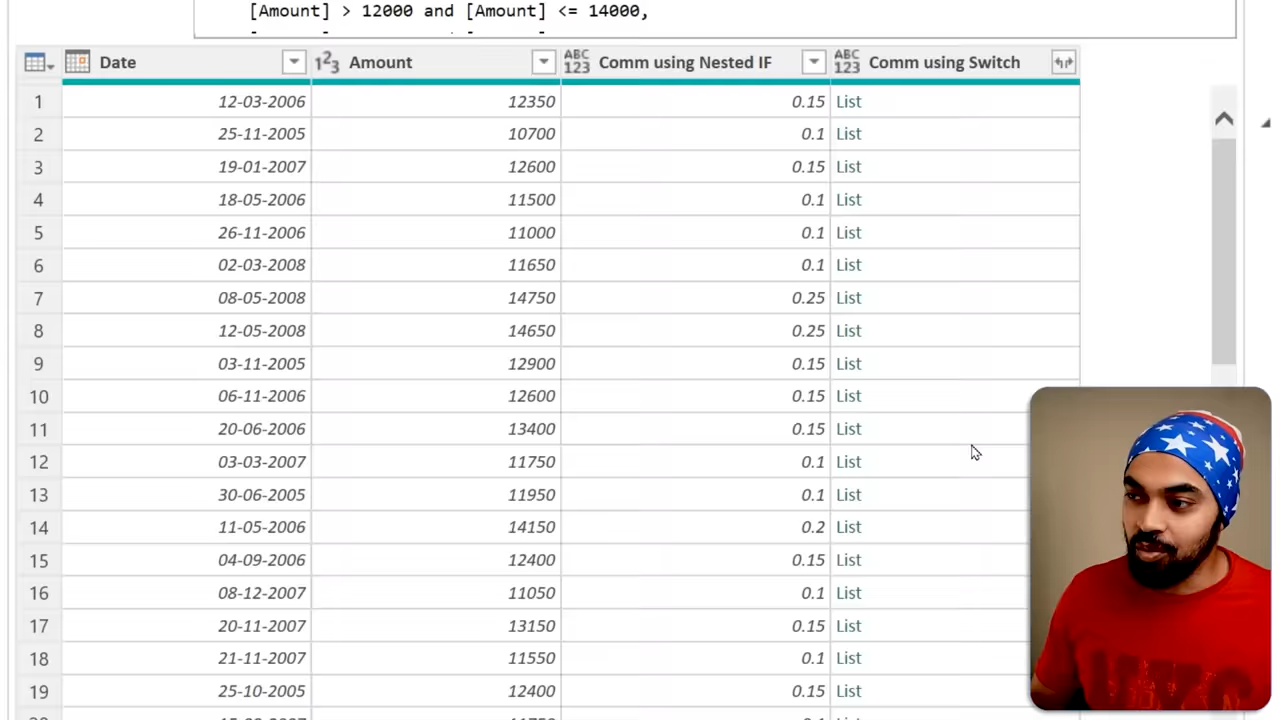 [Amount] > 12000 and [Amount] <= 14000,
Date 1²3 Amount ABC 123 Comm using Nested IF ABC 123 Comm using Switch
1 12-03-2006 12350 0.15 List
2 25-11-2005 10700 0.1 List
3 19-01-2007 12600 0.15 List
4 18-05-2006 11500 0.1 List
5 26-11-2006 11000 0.1 List
6 02-03-2008 11650 0.1 List
7 08-05-2008 14750 0.25 List
8 12-05-2008 14650 0.25 List
9 03-11-2005 12900 0.15 List
10 06-11-2006 12600 0.15 List
11 20-06-2006 13400 0.15 List
12 03-03-2007 11750 0.1 List
13 30-06-2005 11950 0.1 List
14 11-05-2006 14150 0.2 List
15 04-09-2006 12400 0.15 List
16 08-12-2007 11050 0.1 List
17 20-11-2007 13150 0.15 List
18 21-11-2007 11550 0.1 List
19 25-10-2005 12400 0.15 List